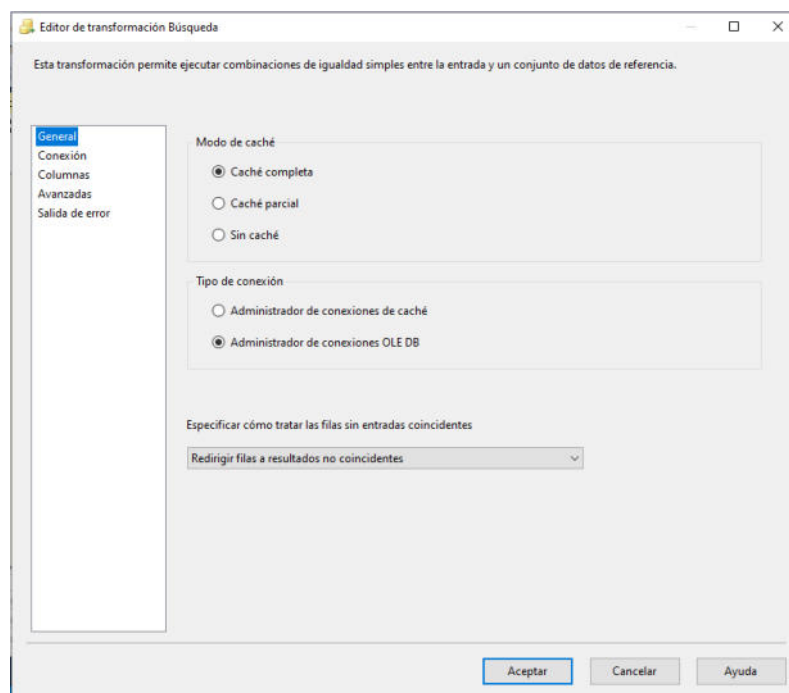 Editor de transformación Búsqueda
Esta transformación permite ejecutar combinaciones de igualdad simples entre la entrada y un conjunto de datos de referencia.
General
Conexión
Columnas
Avanzadas
Salida de error
Modo de caché
Caché completa
Caché parcial
Sin caché
Tipo de conexión
Administrador de conexiones de caché
Administrador de conexiones OLE DB
Especificar cómo tratar las filas sin entradas coincidentes
Redirigir filas a resultados no coincidentes
Aceptar
Cancelar
Ayuda